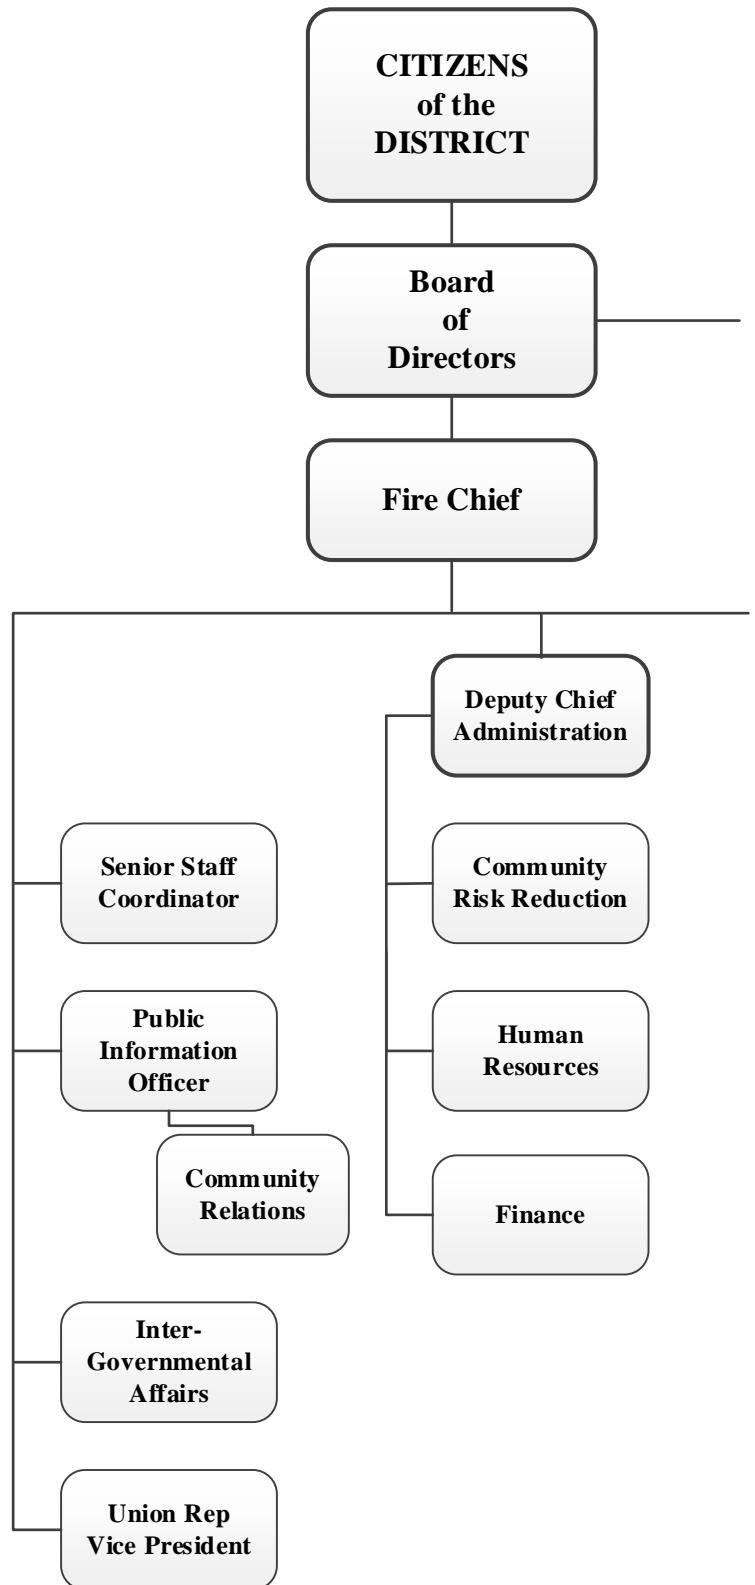 CITIZENS
of the
DISTRICT
Board
of
Directors
Fire Chief
Deputy Chief
Administration
Senior Staff
Coordinator
Community
Risk Reduction
Public
Information
Officer
Human
Resources
Community
Relations
Finance
Inter-
Governmental
Affairs
Union Rep
Vice President